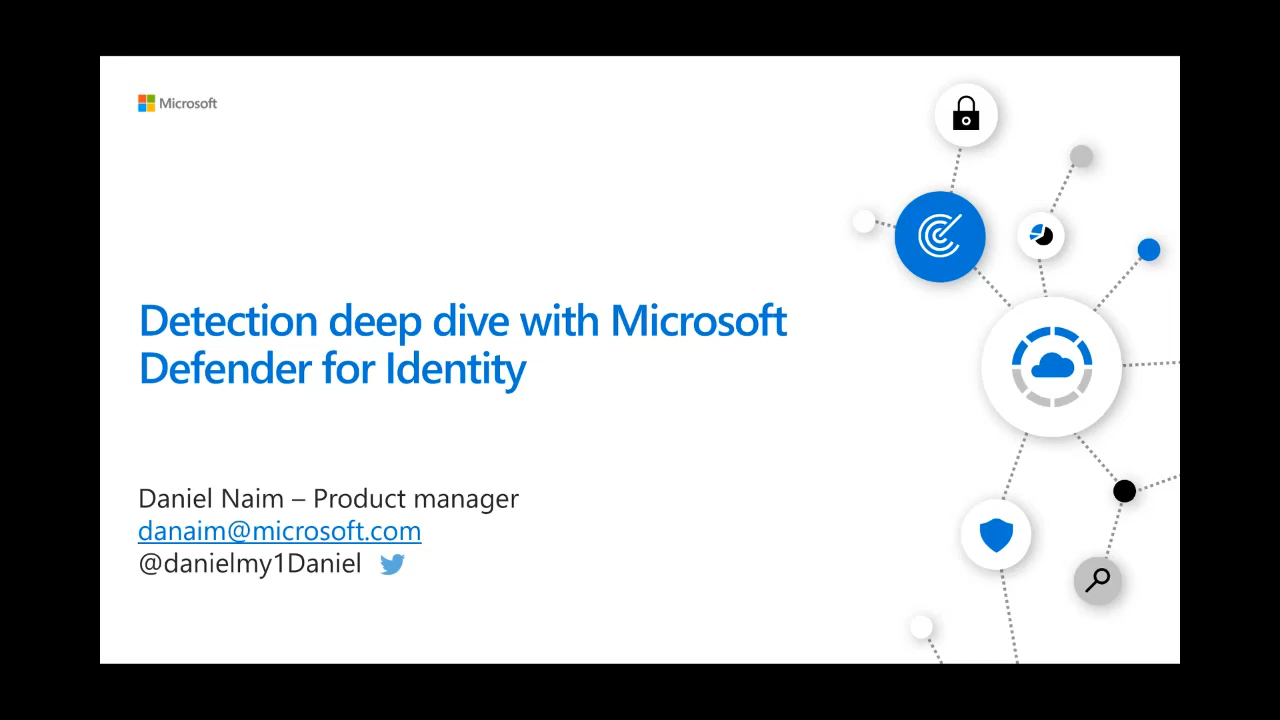 Microsoft
Detection deep dive with Microsoft
Defender for Identity
Daniel Naim – Product manager
danaim@microsoft.com
@danielmy1Daniel